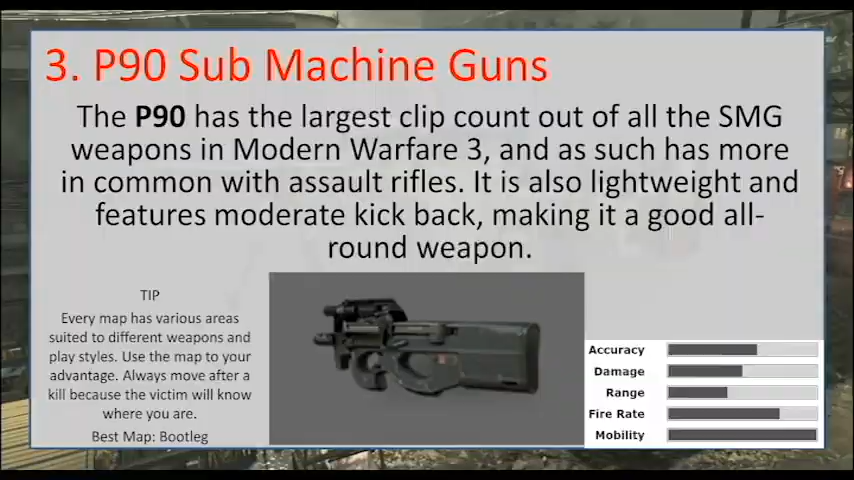 3. P90 Sub Machine Guns
The P90 has the largest clip count out of all the SMG
weapons in Modern Warfare 3, and as such has more
in common with assault rifles. It is also lightweight and
features moderate kick back, making it a good all-
round weapon.
TIP
Every map has various areas
suited to different weapons and
play styles. Use the map to your
advantage. Always move after a
kill because the victim will know
where you are.
Best Map: Bootleg
Accuracy
Damage
Range
Fire Rate
Mobility